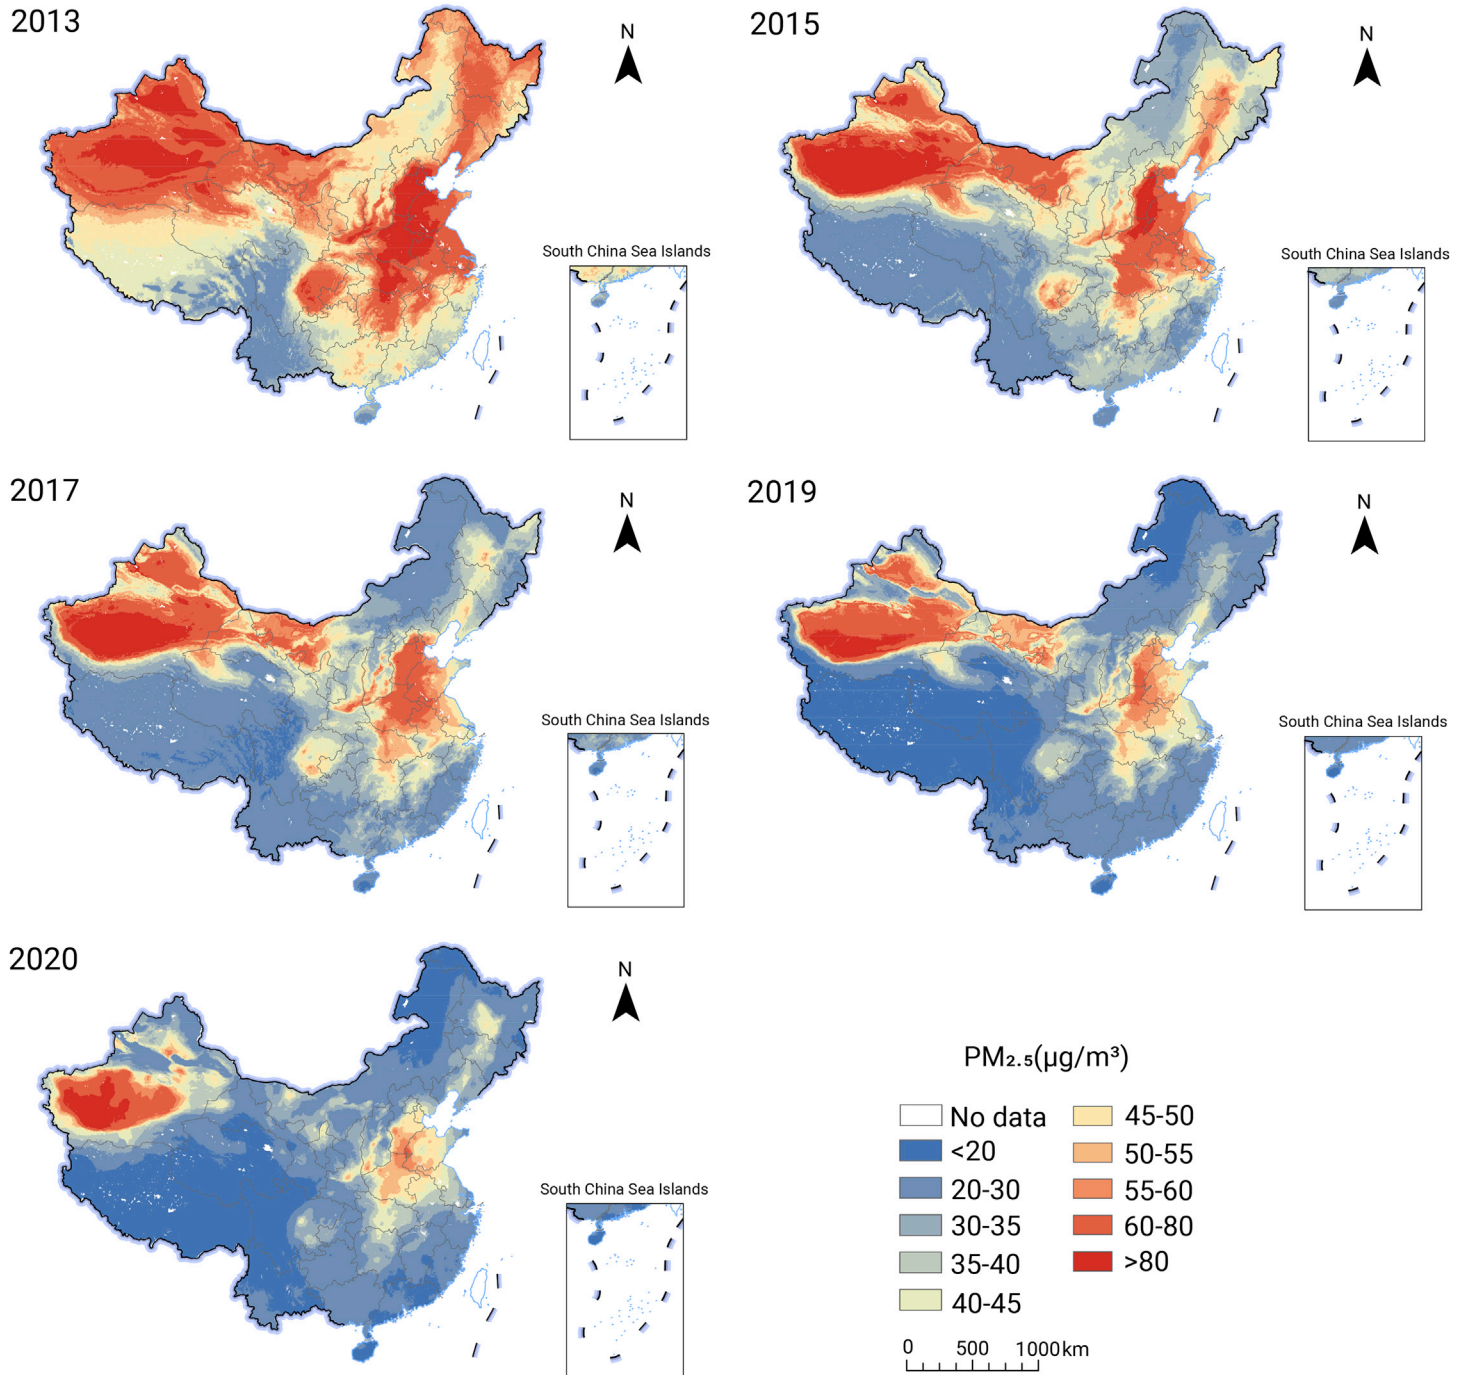 2013
N
South China Sea Islands
2015
N
South China Sea Islands
2017
N
South China Sea Islands
2019
N
South China Sea Islands
2020
N
South China Sea Islands
PM₂.₅(µg/m³)
No data
<20
20-30
30-35
35-40
40-45
45-50
50-55
55-60
60-80
>80
0 500 1000km